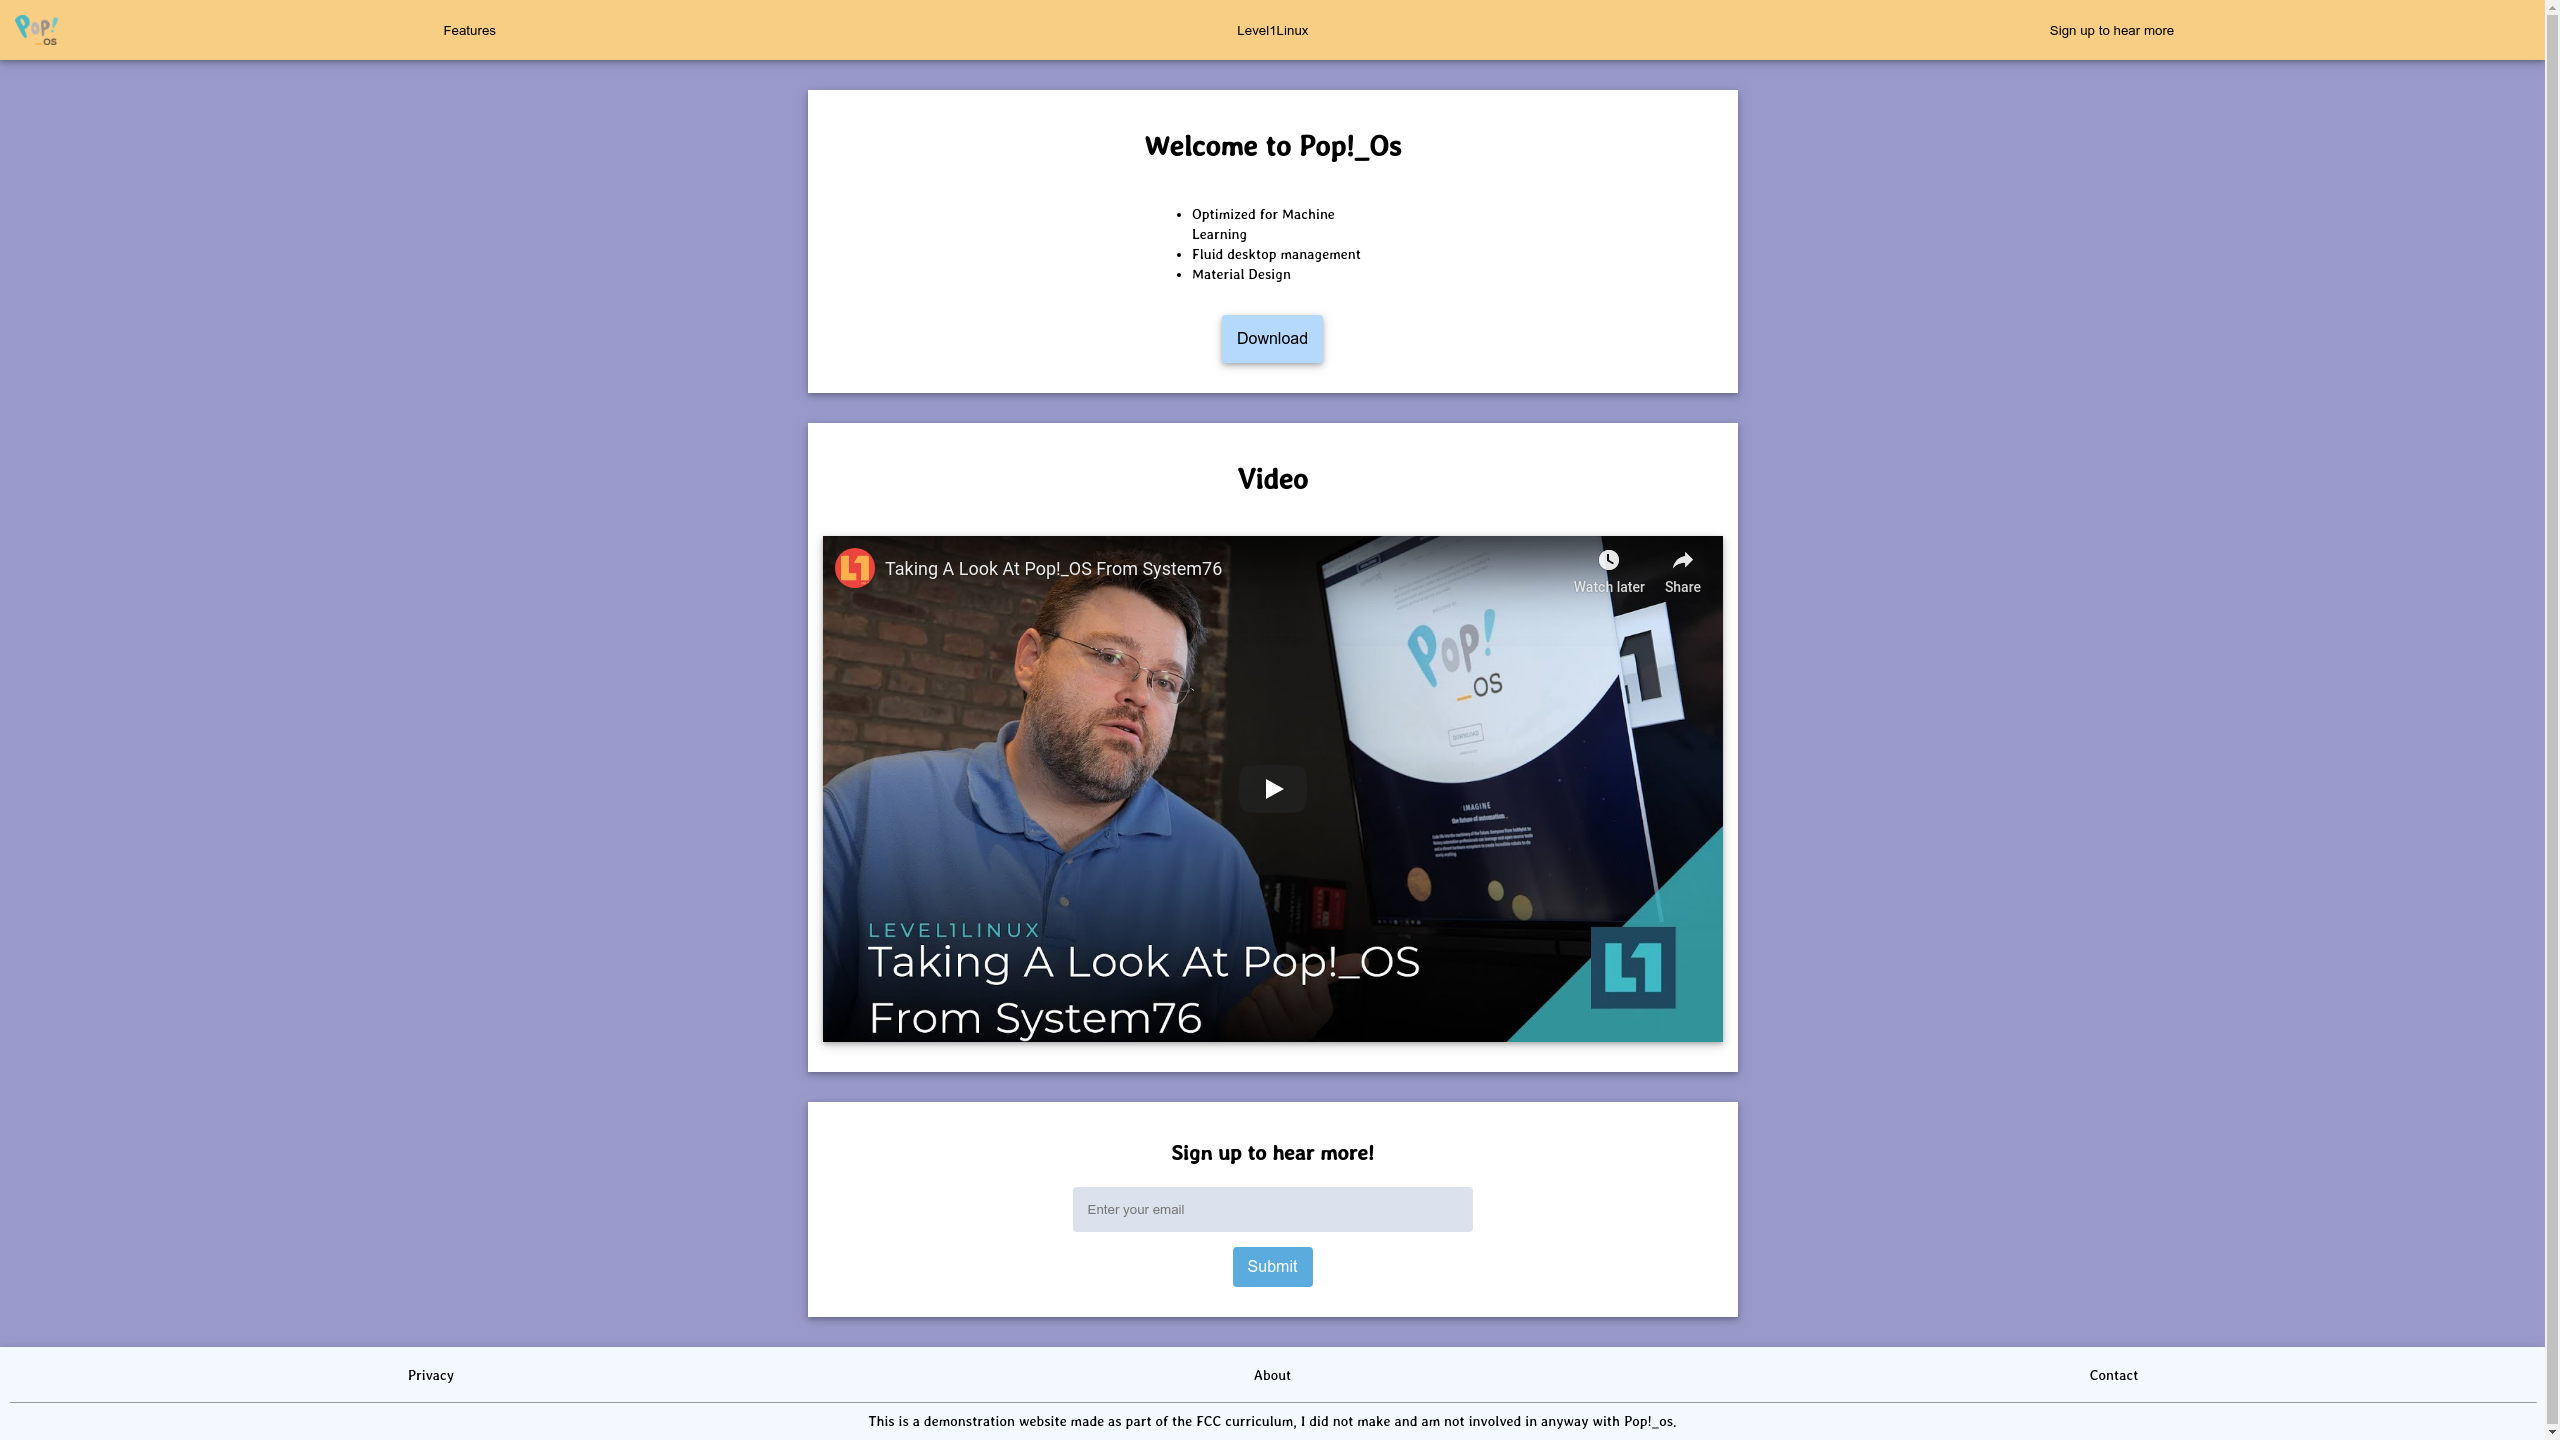 Pop!
_OS
Features
Level1Linux
Sign up to hear more
Welcome to Pop!_Os
• Optimized for Machine
Learning
• Fluid desktop management
• Material Design
Download
Video
Taking A Look At Pop!_OS From System76
Watch later
Share
Pop!
_OS
DOWNLOAD
IMAGINE
the future of automation
LEVEL1LINUX
Taking A Look At Pop!_OS
From System76
L1
Sign up to hear more!
Enter your email
Submit
Privacy
About
Contact
This is a demonstration website made as part of the FCC curriculum, I did not make and am not involved in anyway with Pop!_os.